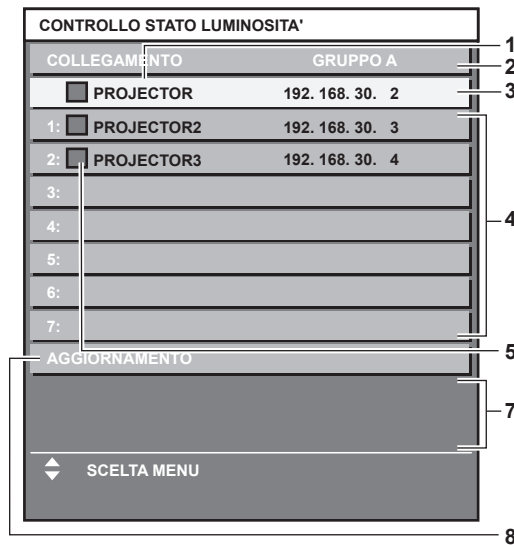 CONTROLLO STATO LUMINOSITA'
COLLEGAMENTO GRUPPO A
PROJECTOR 192. 168. 30. 2
1: PROJECTOR2 192. 168. 30. 3
2: PROJECTOR3 192. 168. 30. 4
3:
4:
5:
6:
7:
AGGIORNAMENTO
SCELTA MENU
1
2
3
4
5
7
8